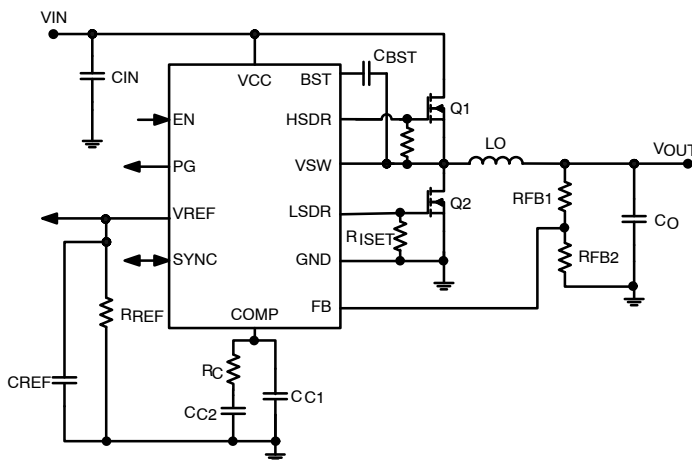 VIN
CIN
VCC
BST
CBST
EN
HSDR
Q1
PG
VSW
LO
VOUT
VREF
LSDR
Q2
RFB1
CO
RISET
SYNC
GND
RFB2
RREF
COMP
FB
CREF
RC
CC2
CC1